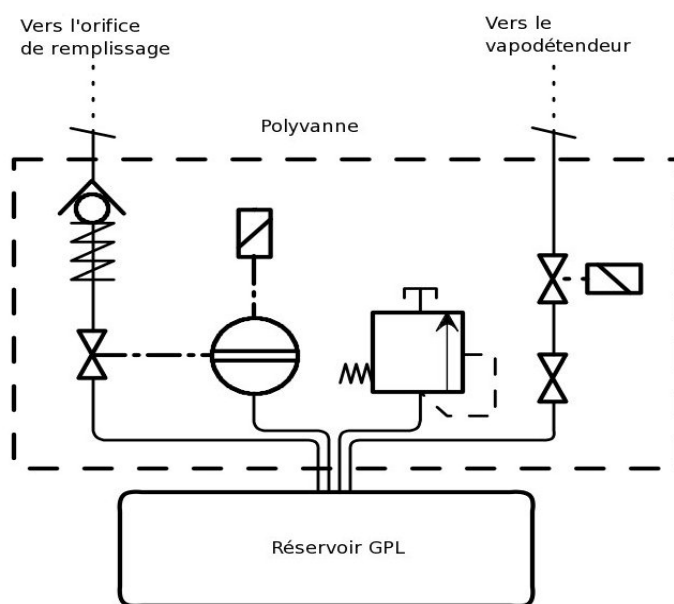 Vers l'orifice
de remplissage
Vers le
vapodétendeur
Polyvanne
Réservoir GPL